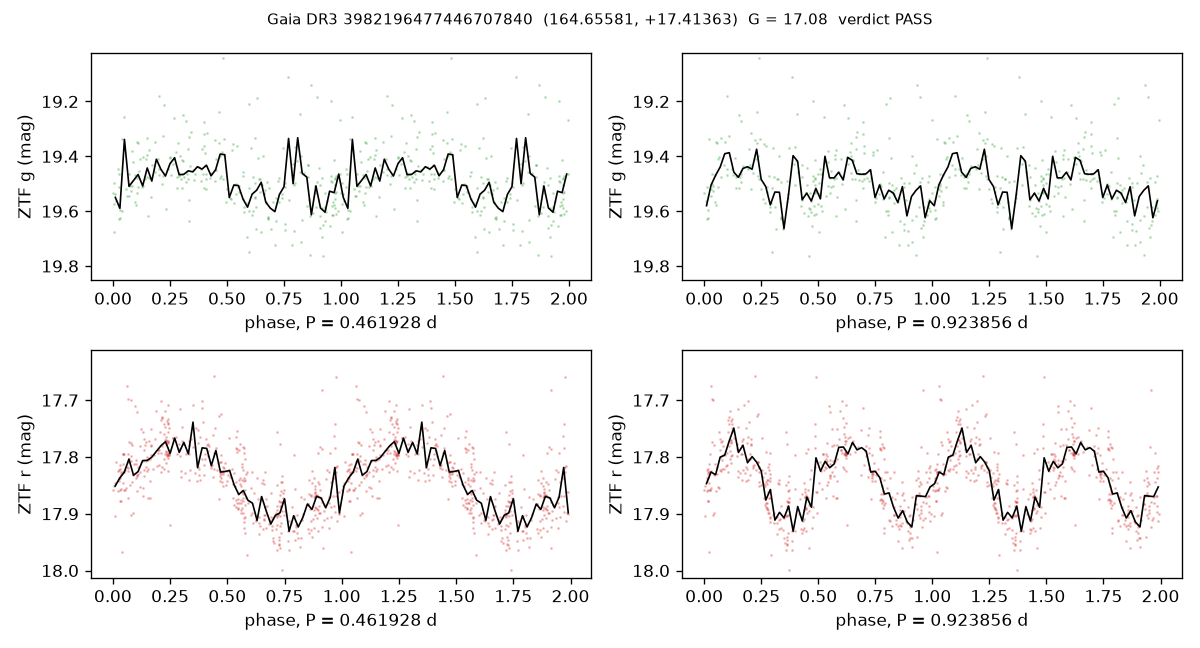 Gaia DR3 3982196477446707840 (164.65581, +17.41363) G = 17.08 verdict PASS
ZTF g (mag)
19.2
19.4
19.6
19.8
0.00 0.25 0.50 0.75 1.00 1.25 1.50 1.75 2.00
phase, P = 0.461928 d
ZTF g (mag)
19.2
19.4
19.6
19.8
0.00 0.25 0.50 0.75 1.00 1.25 1.50 1.75 2.00
phase, P = 0.923856 d
ZTF r (mag)
17.7
17.8
17.9
18.0
0.00 0.25 0.50 0.75 1.00 1.25 1.50 1.75 2.00
phase, P = 0.461928 d
ZTF r (mag)
17.7
17.8
17.9
18.0
0.00 0.25 0.50 0.75 1.00 1.25 1.50 1.75 2.00
phase, P = 0.923856 d